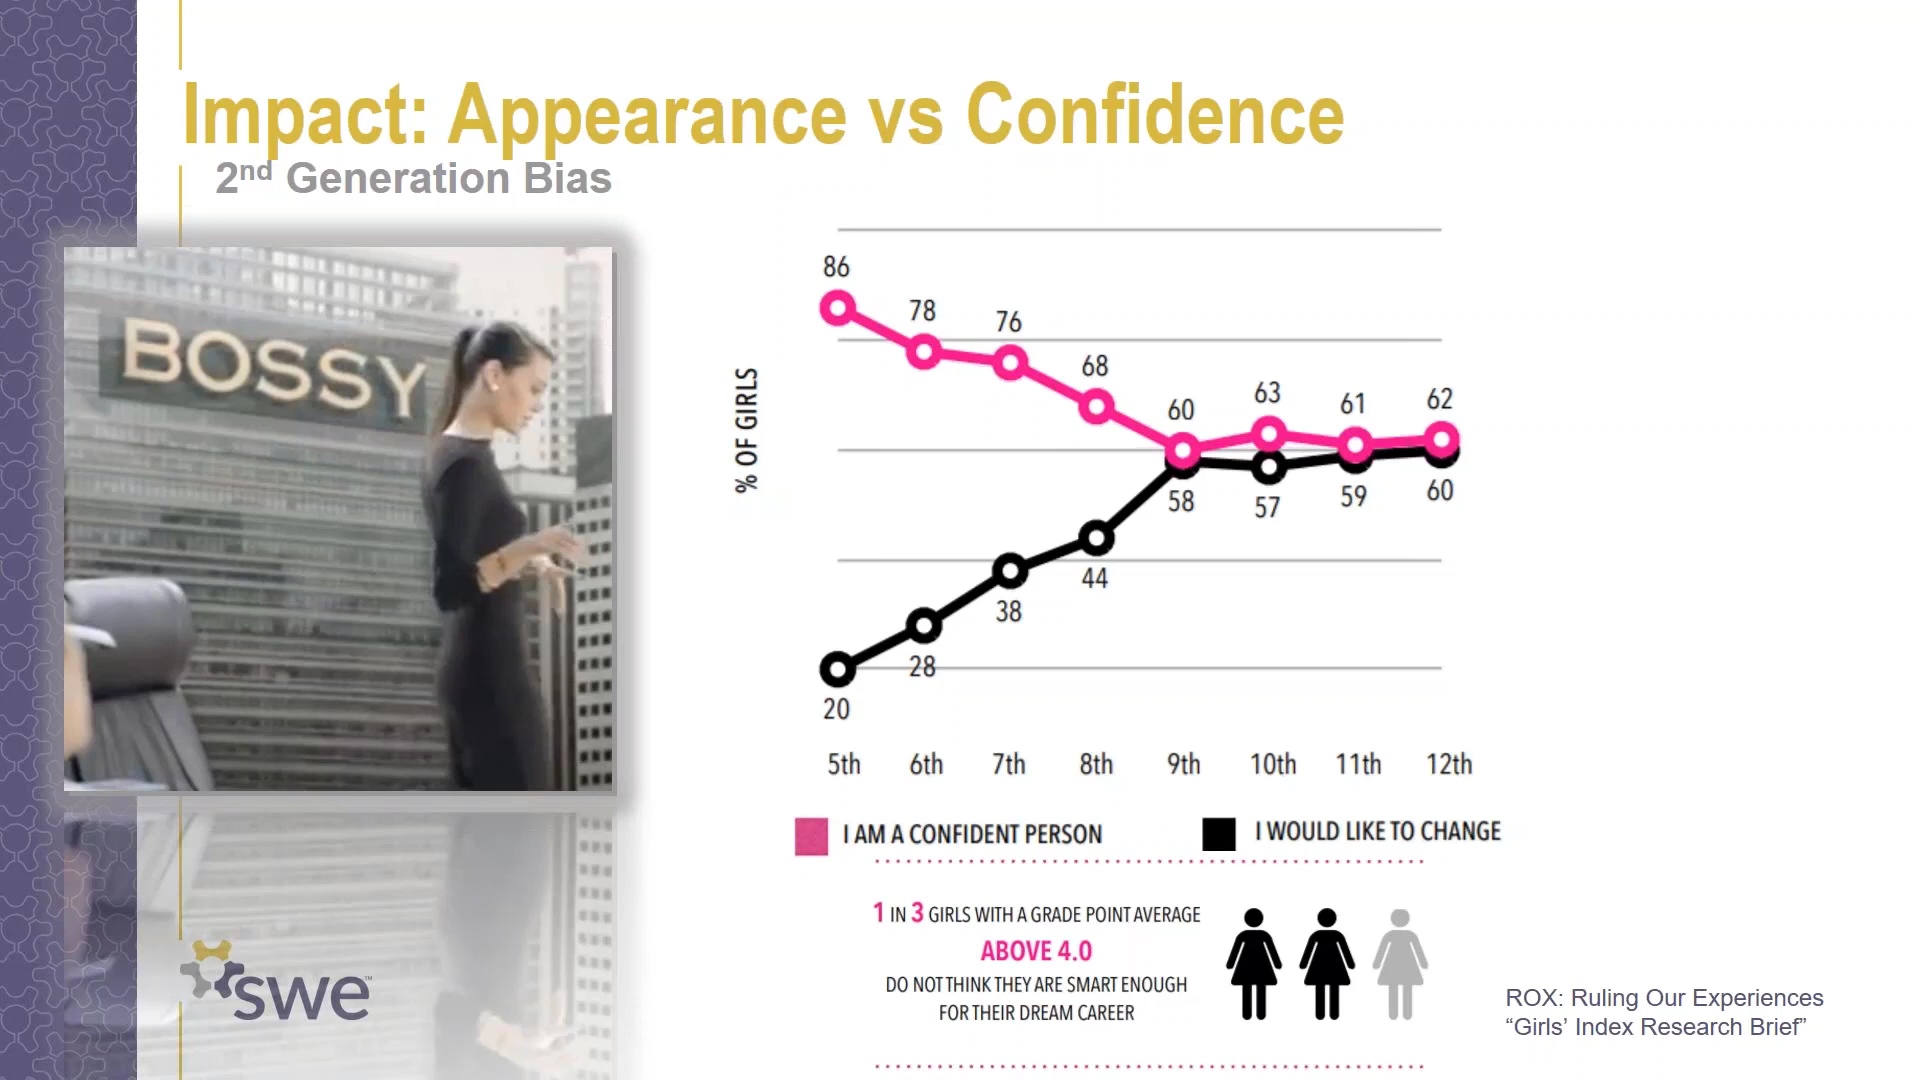 Impact: Appearance vs Confidence
2nd Generation Bias
BOSSY
% OF GIRLS
86
78
76
68
60
63
61
62
20
28
38
44
58
57
59
60
5th 6th 7th 8th 9th 10th 11th 12th
I AM A CONFIDENT PERSON
I WOULD LIKE TO CHANGE
1 IN 3 GIRLS WITH A GRADE POINT AVERAGE
ABOVE 4.0
DO NOT THINK THEY ARE SMART ENOUGH
FOR THEIR DREAM CAREER
swe™
ROX: Ruling Our Experiences
“Girls’ Index Research Brief”